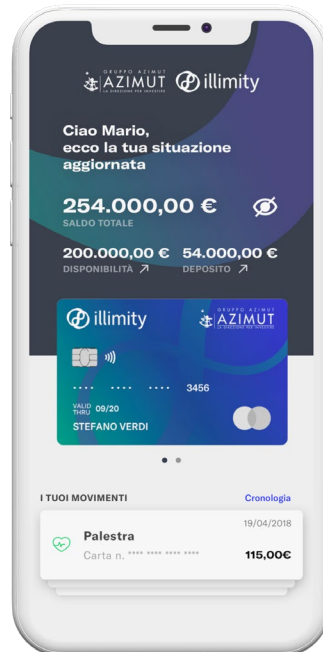 GRUPPO AZIMUT
AZIMUT illimity
LA DIREZIONE PER INVESTIRE
Ciao Mario,
ecco la tua situazione
aggiornata
254.000,00 €
SALDO TOTALE
200.000,00 € 54.000,00 €
DISPONIBILITÀ ↗ DEPOSITO ↗
illimity GRUPPO AZIMUT
AZIMUT
LA DIREZIONE PER INVESTIRE
.... .... .... 3456
VALID
THRU 09/20
STEFANO VERDI
I TUOI MOVIMENTI Cronologia
19/04/2018
Palestra
Carta n. **** **** **** **** 115,00€